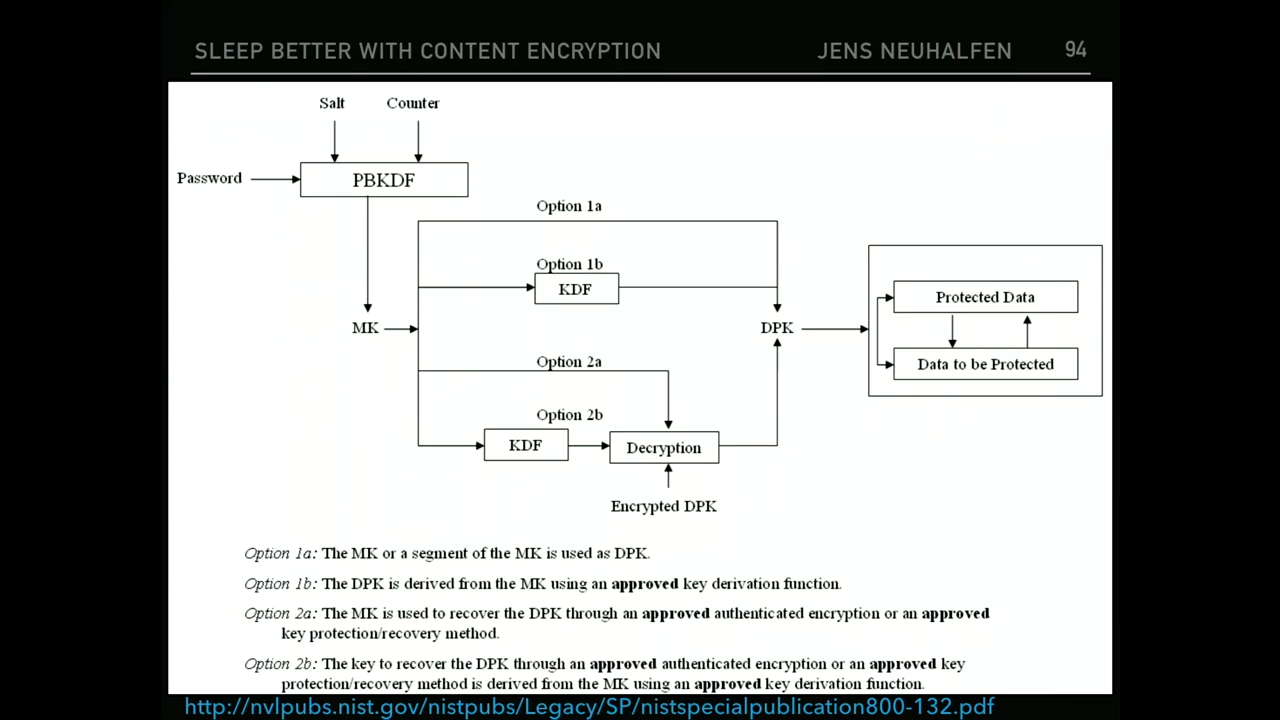 SLEEP BETTER WITH CONTENT ENCRYPTION JENS NEUHALFEN 94
Salt Counter
Password PBKDF
Option 1a
Option 1b
KDF
Protected Data
MK DPK
Option 2a
Data to be Protected
Option 2b
KDF Decryption
Encrypted DPK
Option 1a: The MK or a segment of the MK is used as DPK.
Option 1b: The DPK is derived from the MK using an approved key derivation function.
Option 2a: The MK is used to recover the DPK through an approved authenticated encryption or an approved
key protection/recovery method.
Option 2b: The key to recover the DPK through an approved authenticated encryption or an approved key
protection/recovery method is derived from the MK using an approved key derivation function.
http://nvlpubs.nist.gov/nistpubs/Legacy/SP/nistspecialpublication800-132.pdf